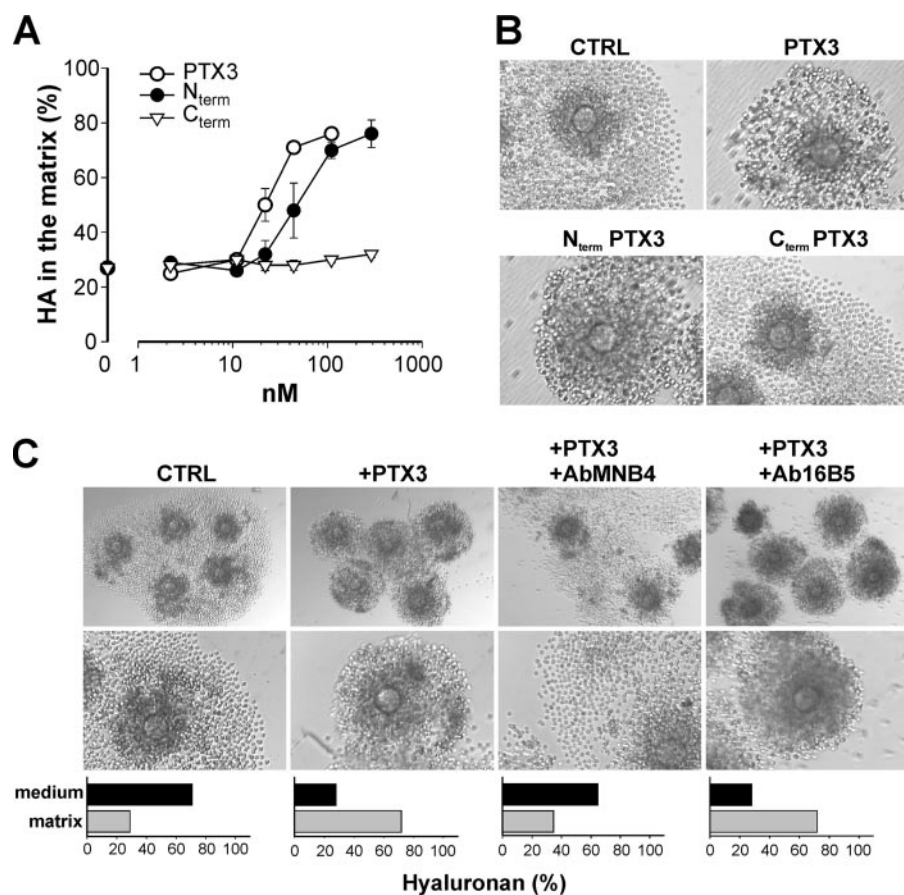 A
HA in the matrix (%)
100
80
60
40
20
0
0 1 10 100 1000
nM
PTX3
Nterm
Cterm
B
CTRL PTX3
Nterm PTX3 Cterm PTX3
C
CTRL
+PTX3
+PTX3
+AbMNB4
+PTX3
+Ab16B5
medium
matrix
0 20 40 60 80 100
0 20 40 60 80 100
0 20 40 60 80 100
0 20 40 60 80 100
Hyaluronan (%)